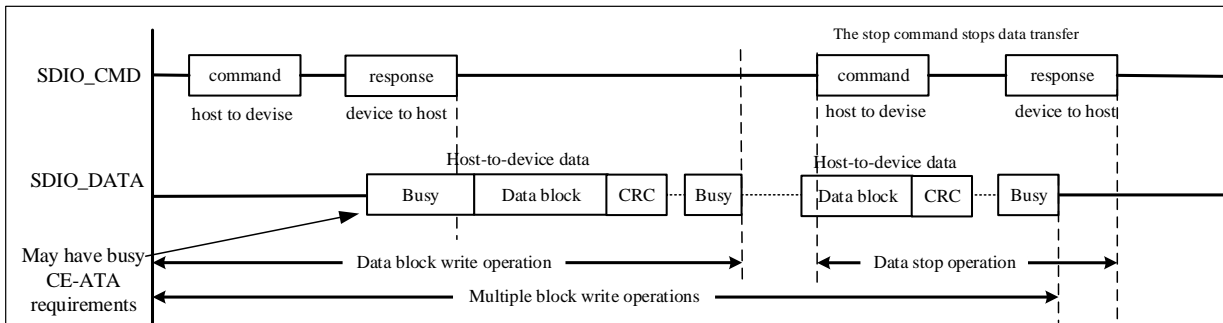 The stop command stops data transfer
SDIO_CMD
command
response
command
response
host to devise
device to host
host to devise
device to host
Host-to-device data
Host-to-device data
SDIO_DATA
Busy
Data block
CRC
Busy
Data block
CRC
Busy
May have busy
CE-ATA
requirements
Data block write operation
Data stop operation
Multiple block write operations